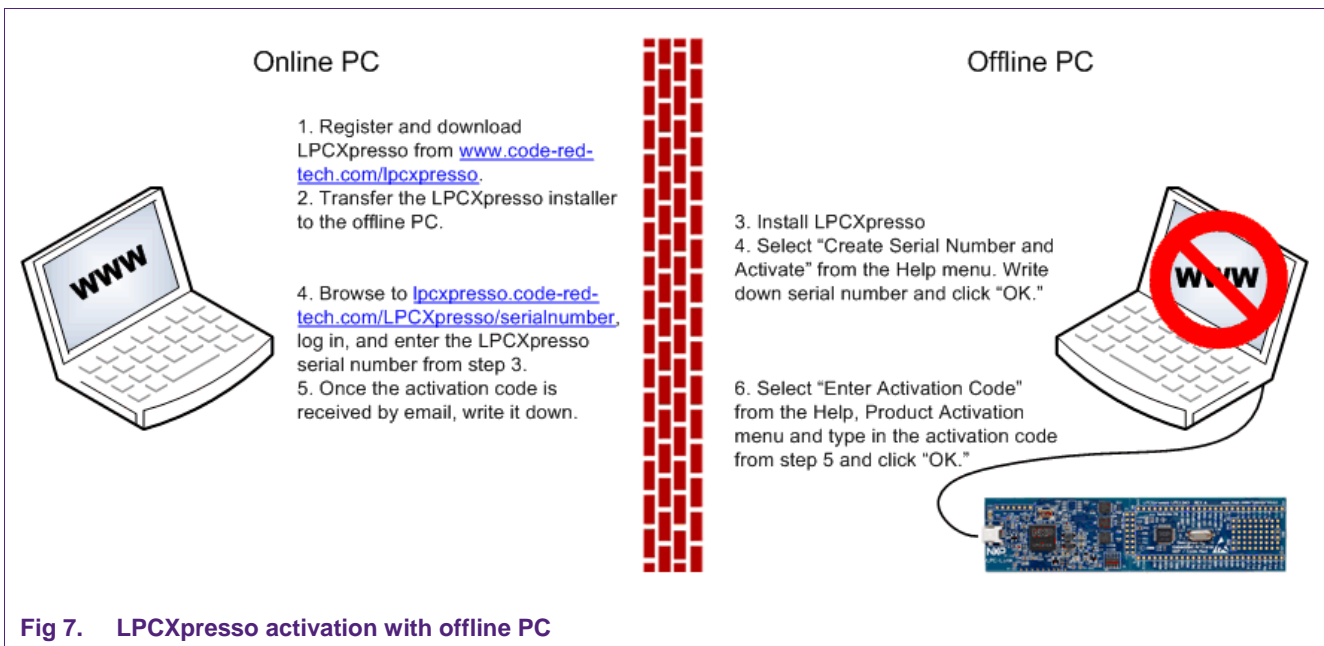 Online PC
1. Register and download
LPCXpresso from www.code-red-
tech.com/lpcxpresso.
2. Transfer the LPCXpresso installer
to the offline PC.
4. Browse to lpcxpresso.code-red-
tech.com/LPCXpresso/serialnumber,
log in, and enter the LPCXpresso
serial number from step 3.
5. Once the activation code is
received by email, write it down.
www
Offline PC
3. Install LPCXpresso
4. Select “Create Serial Number and
Activate” from the Help menu. Write
down serial number and click “OK.”
6. Select “Enter Activation Code”
from the Help, Product Activation
menu and type in the activation code
from step 5 and click “OK.”
www
NXP
Fig 7. LPCXpresso activation with offline PC